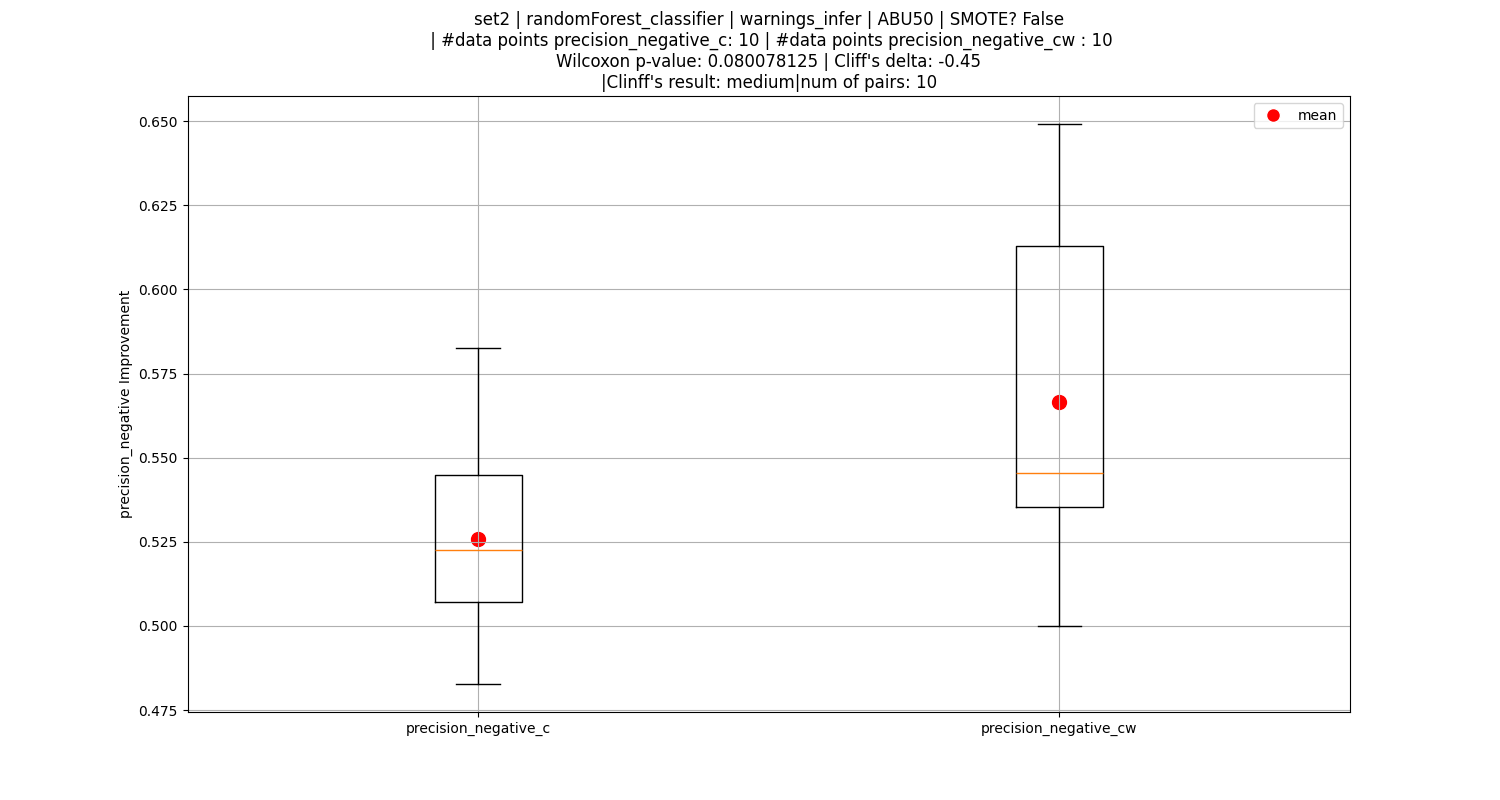 set2 | randomForest_classifier | warnings_infer | ABU50 | SMOTE? False
| #data points precision_negative_c: 10 | #data points precision_negative_cw : 10
Wilcoxon p-value: 0.080078125 | Cliff's delta: -0.45
|Clinff's result: medium|num of pairs: 10
mean
0.650
0.625
0.600
0.575
0.550
0.525
0.500
0.475
precision_negative Improvement
precision_negative_c
precision_negative_cw